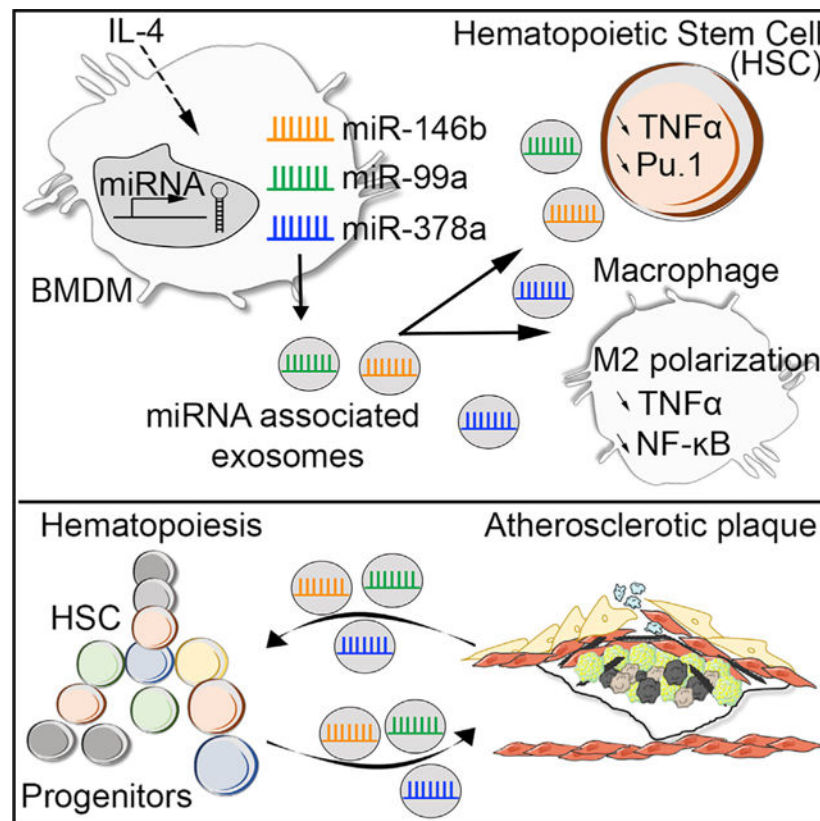 IL-4
miRNA
miR-146b
miR-99a
miR-378a
BMDM
miRNA associated
exosomes
Hematopoietic Stem Cell
(HSC)
TNFα
Pu.1
Macrophage
M2 polarization
TNFα
NF-κB
Hematopoiesis
HSC
Progenitors
Atherosclerotic plaque